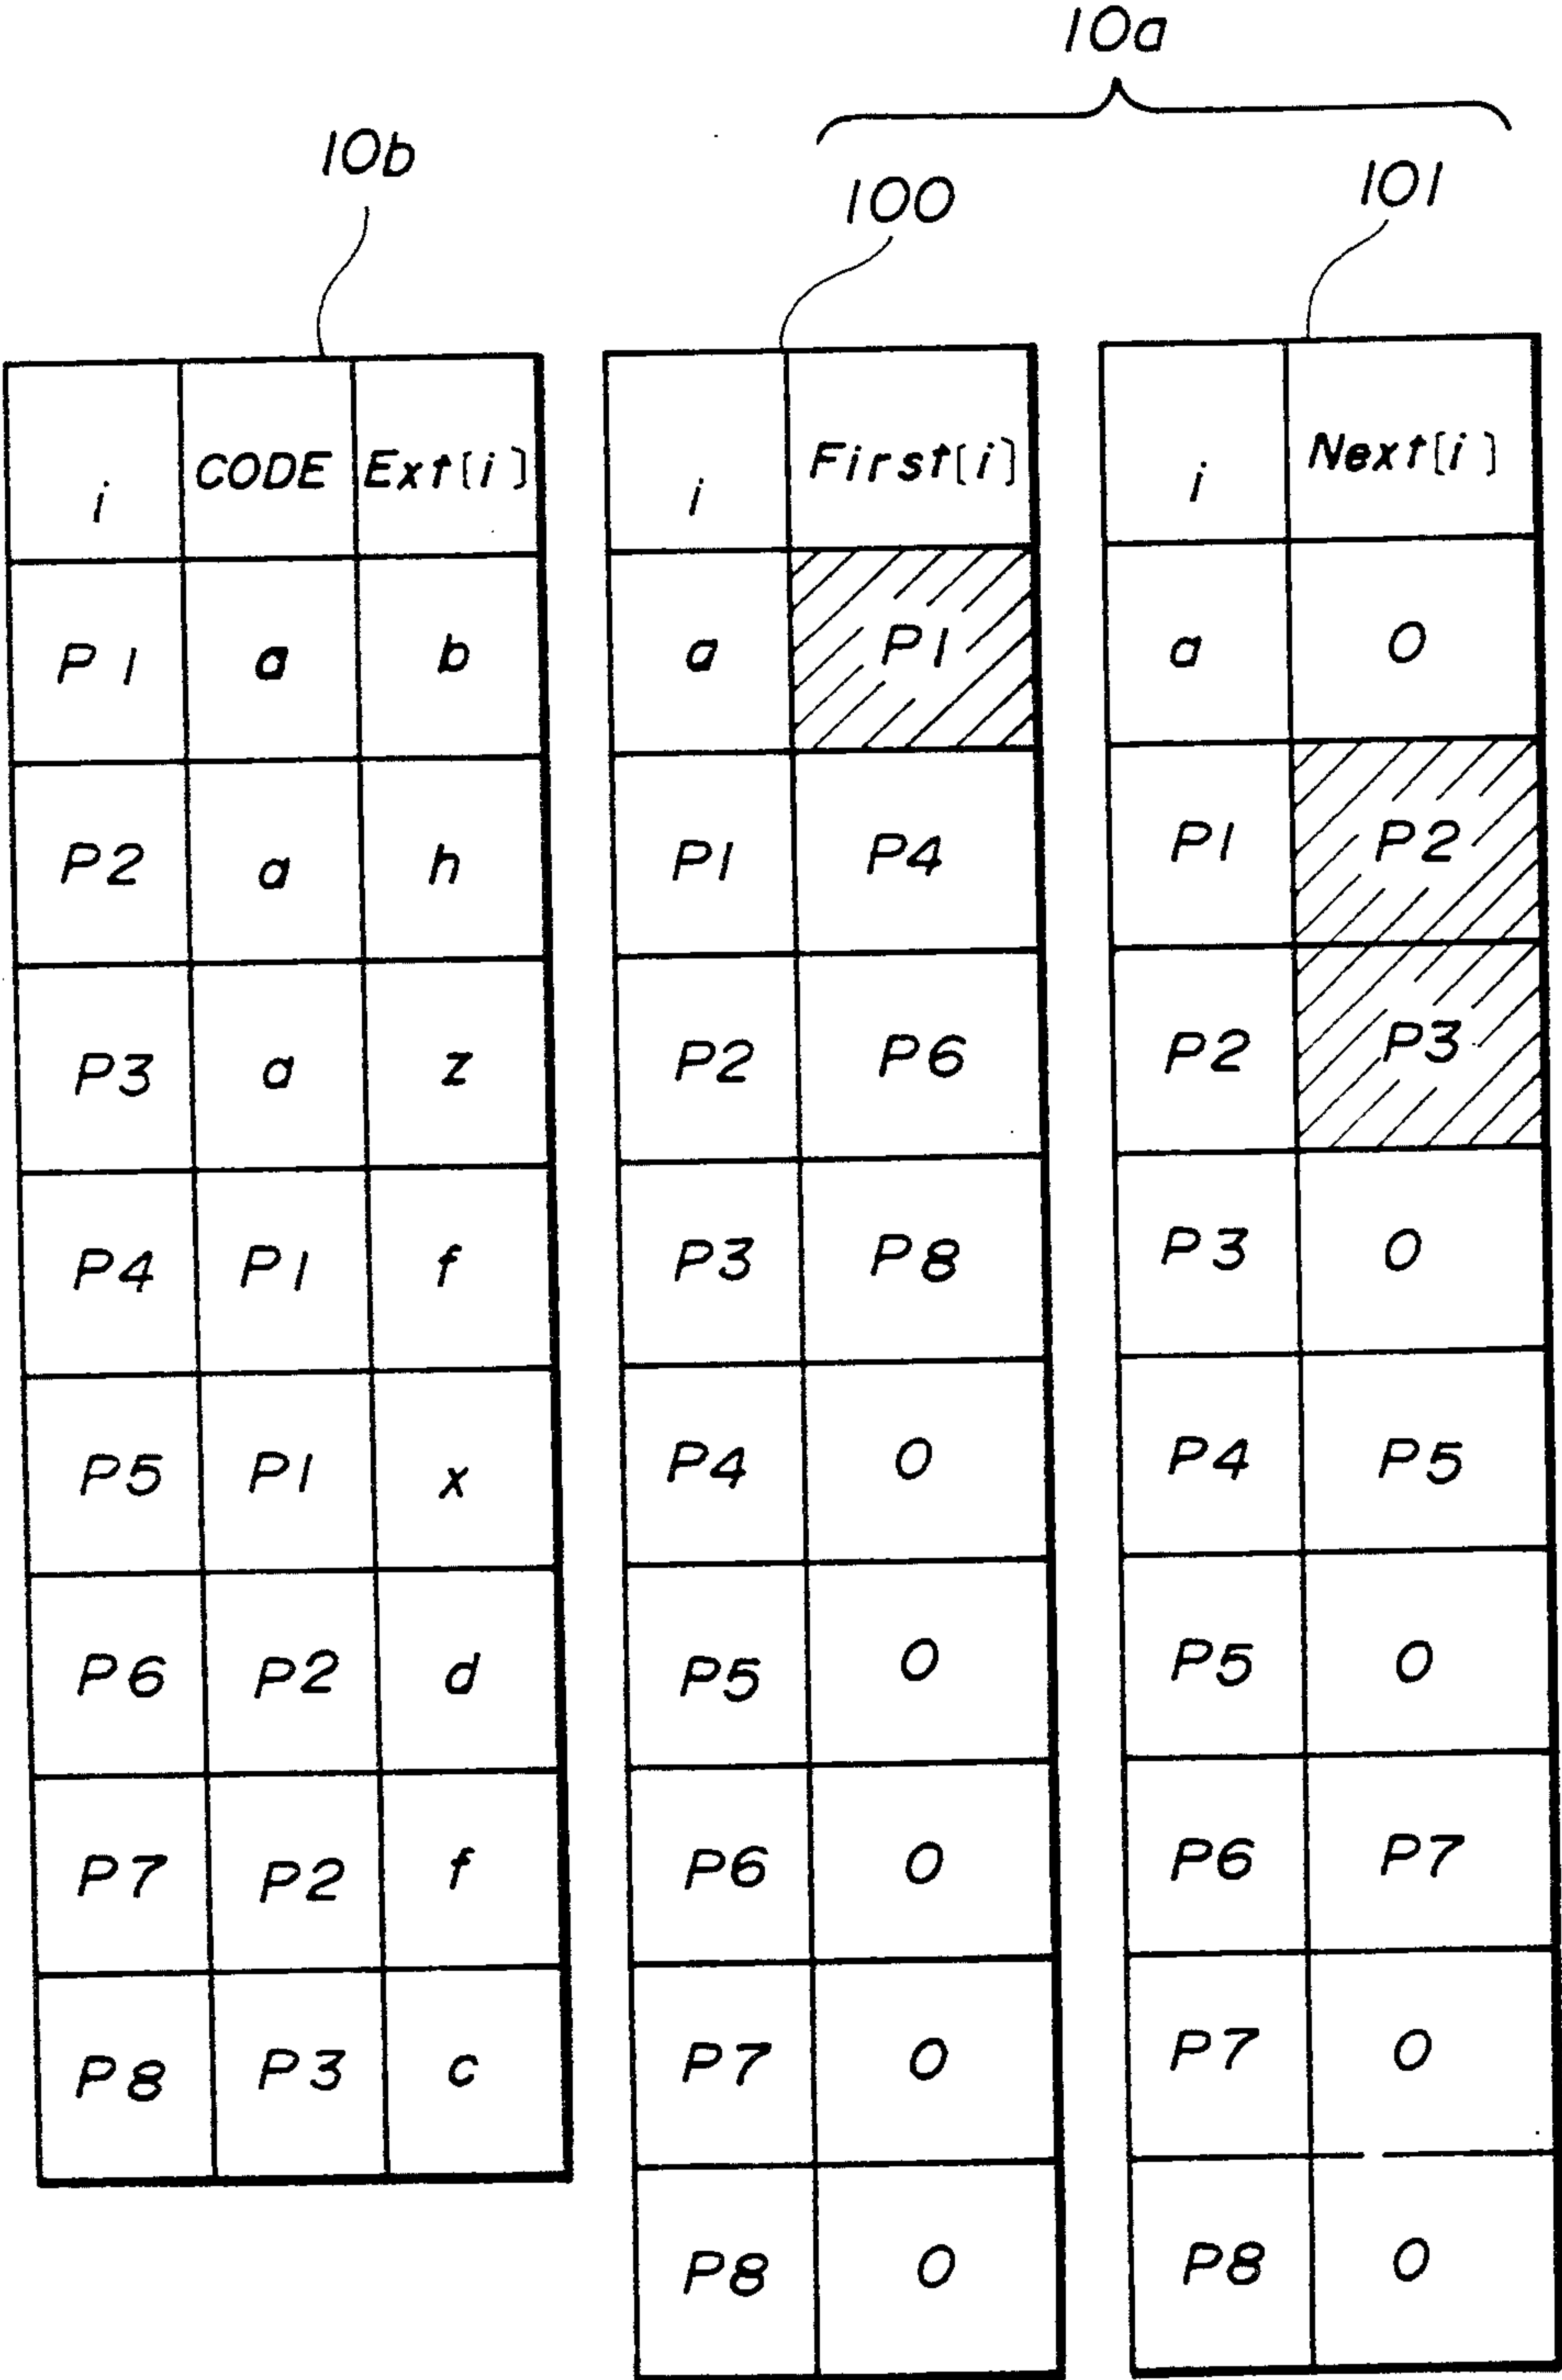 10a
10b
100
101
i CODE Ext[i]
P1 a b
P2 a h
P3 a z
P4 P1 f
P5 P1 x
P6 P2 d
P7 P2 f
P8 P3 c
i First[i]
a P1
P1 P4
P2 P6
P3 P8
P4 0
P5 0
P6 0
P7 0
P8 0
i Next[i]
a 0
P1 P2
P2 P3
P3 0
P4 P5
P5 0
P6 P7
P7 0
P8 0